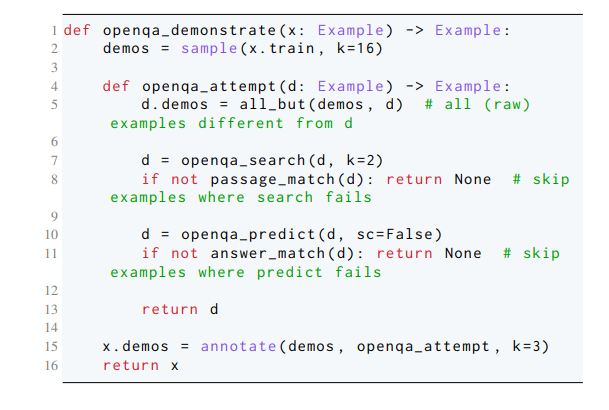 1 def openqa_demonstrate(x: Example) -> Example:
2     demos = sample(x.train, k=16)
3
4     def openqa_attempt(d: Example) -> Example:
5         d.demos = all_but(demos, d)  # all (raw)
      examples different from d
6
7         d = openqa_search(d, k=2)
8         if not passage_match(d): return None  # skip
      examples where search fails
9
10         d = openqa_predict(d, sc=False)
11         if not answer_match(d): return None  # skip
      examples where predict fails
12
13         return d
14
15     x.demos = annotate(demos, openqa_attempt, k=3)
16     return x